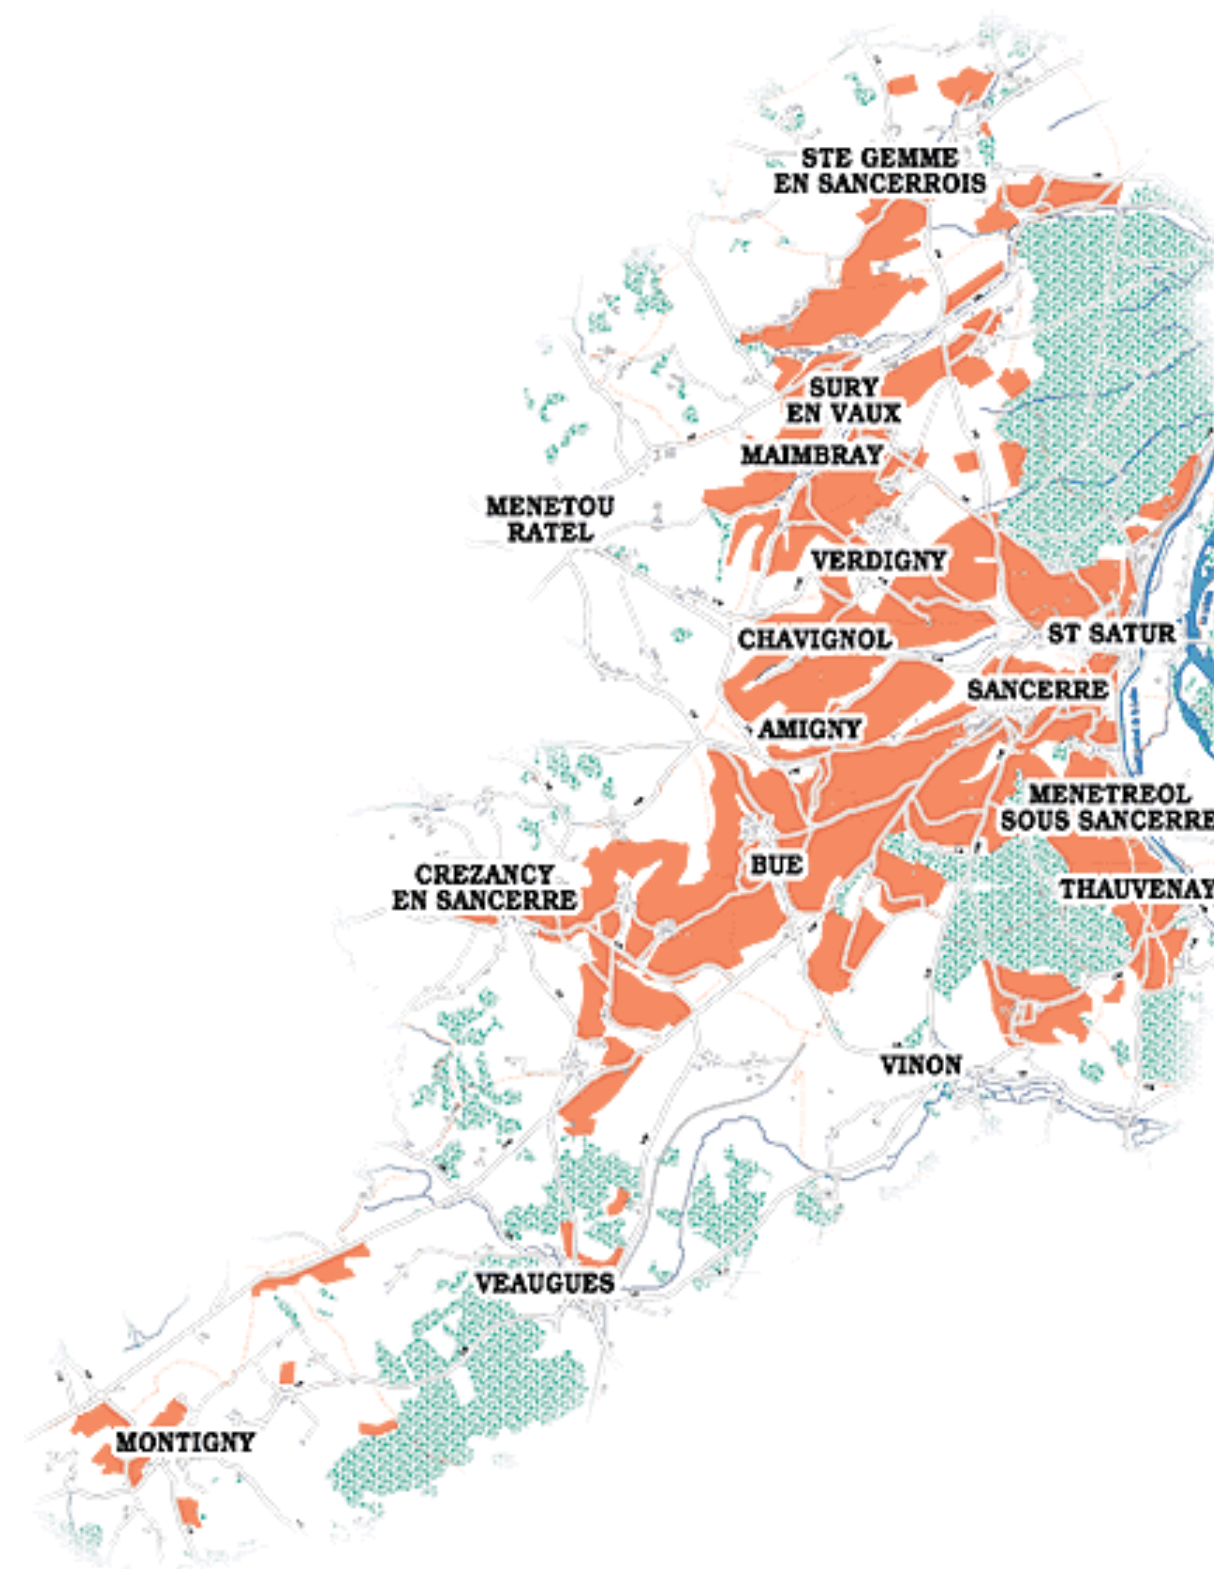 STE GEMME
EN SANCERROIS
SURY
EN VAUX
MAIMBRAY
MENETOU
RATEL
VERDIGNY
CHAVIGNOL
ST SATUR
SANCERRE
AMIGNY
MENETREOL
SOUS SANCERRE
BUE
CREZANCY
EN SANCERRE
THAUVENAY
VINON
VEAUGUES
MONTIGNY